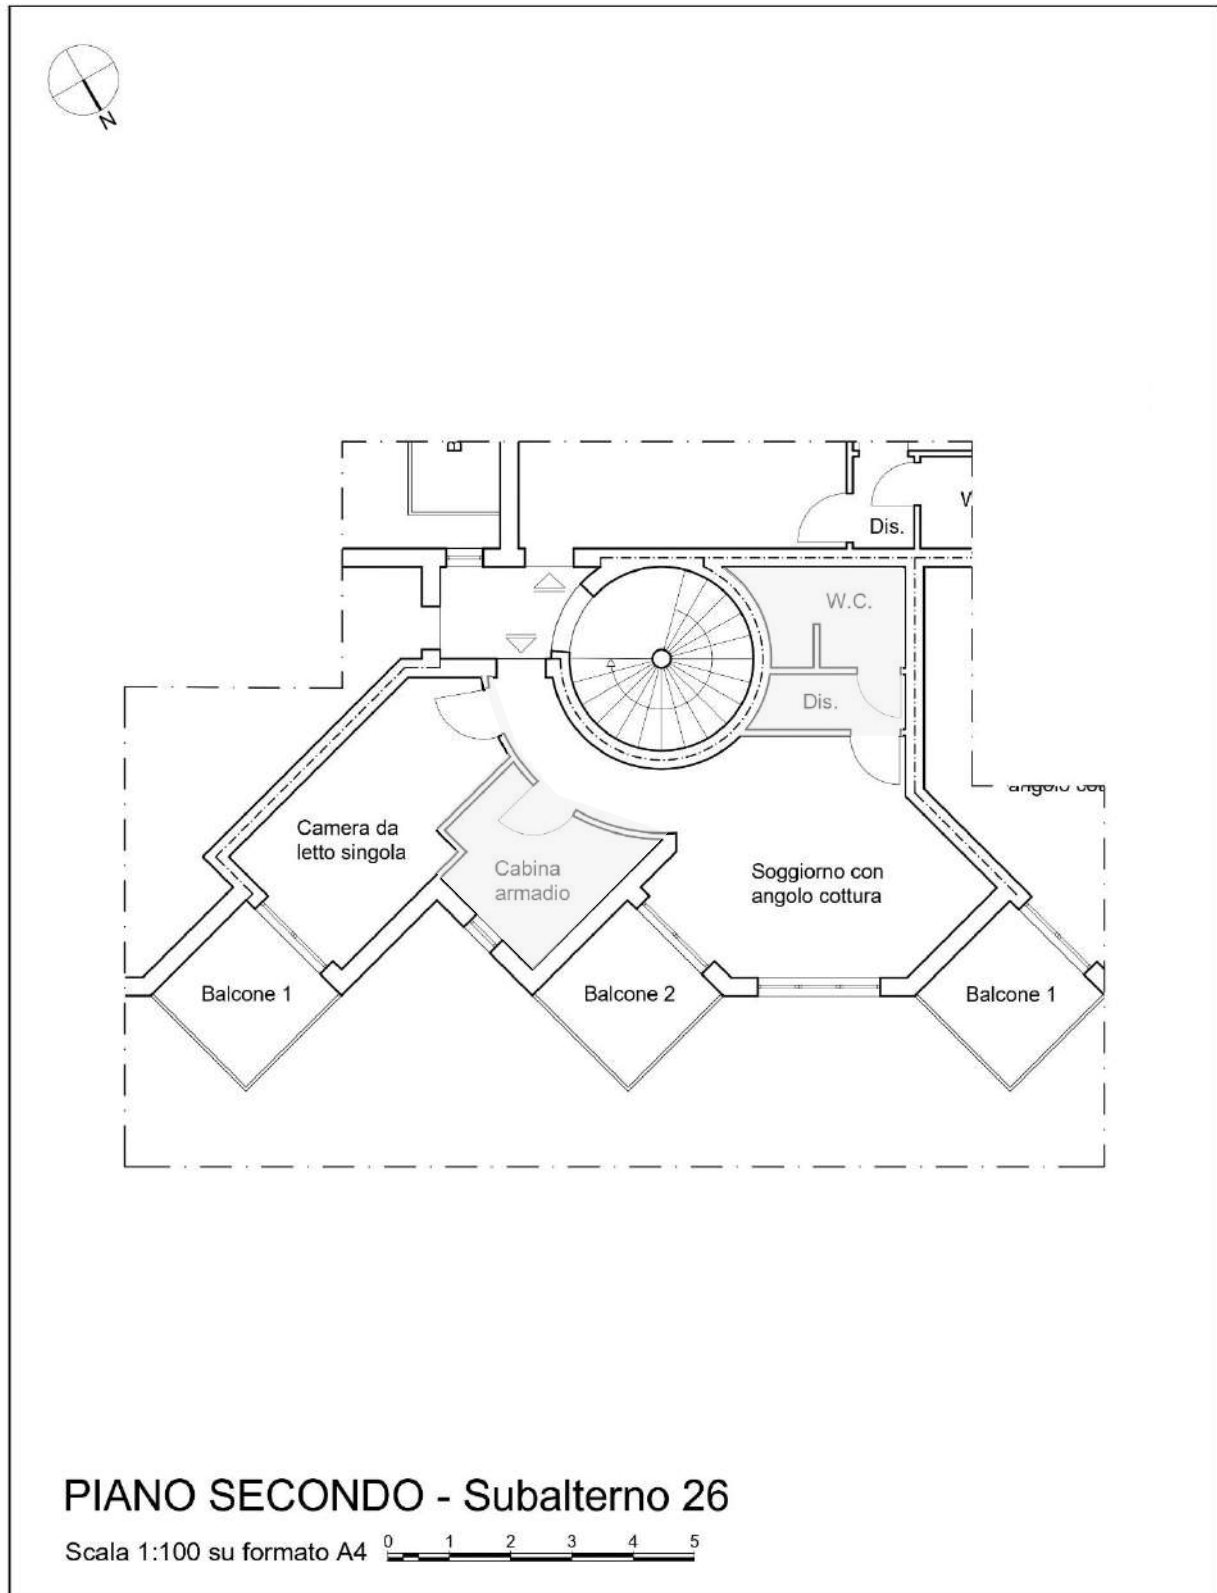 N
Dis.
W.C.
Dis.
Camera da
letto singola
Cabina
armadio
Soggiorno con
angolo cottura
Balcone 1
Balcone 2
Balcone 1
PIANO SECONDO - Subalterno 26
Scala 1:100 su formato A4
0 1 2 3 4 5